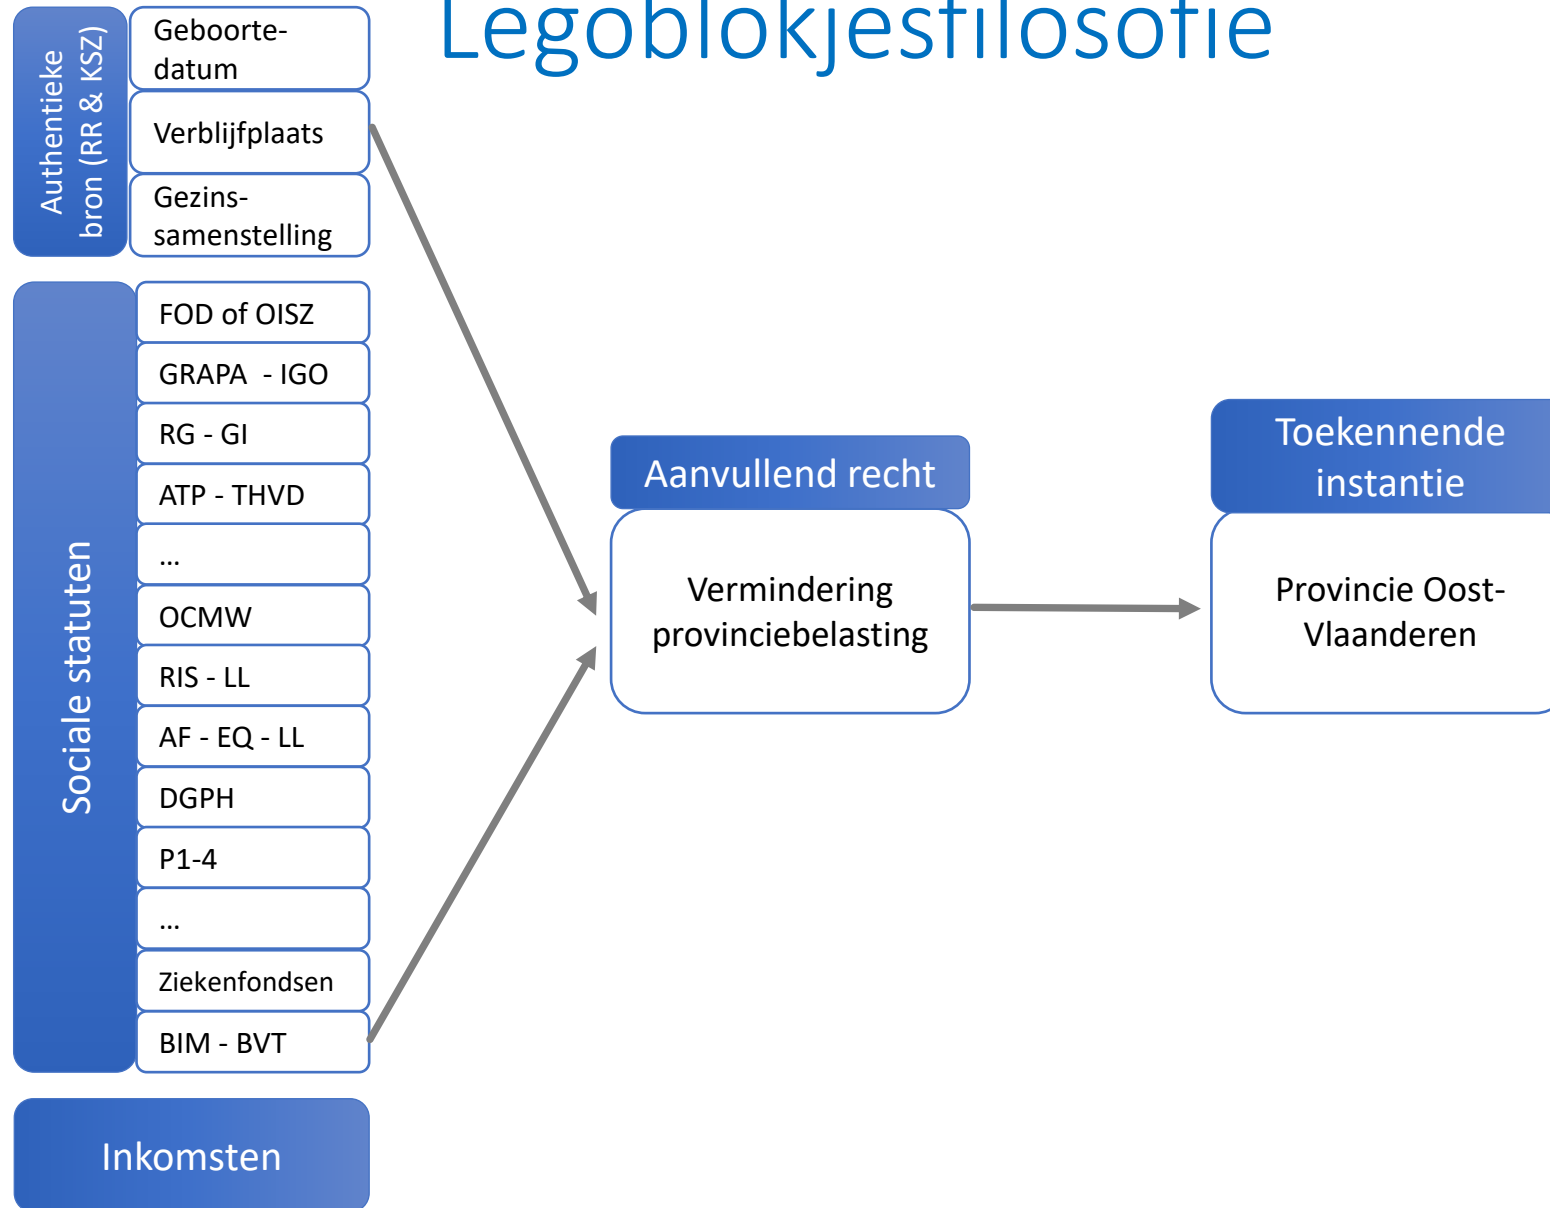 Legoblokjesfilosofie
Authentieke
bron (RR & KSZ)
Geboorte-
datum
Verblijfplaats
Gezins-
samenstelling
Sociale statuten
FOD of OISZ
GRAPA - IGO
RG - GI
ATP - THVD
...
OCMW
RIS - LL
AF - EQ - LL
DGPH
P1-4
...
Ziekenfondsen
BIM - BVT
Inkomsten
Aanvullend recht
Vermindering
provinciebelasting
Toekennende
instantie
Provincie Oost-
Vlaanderen